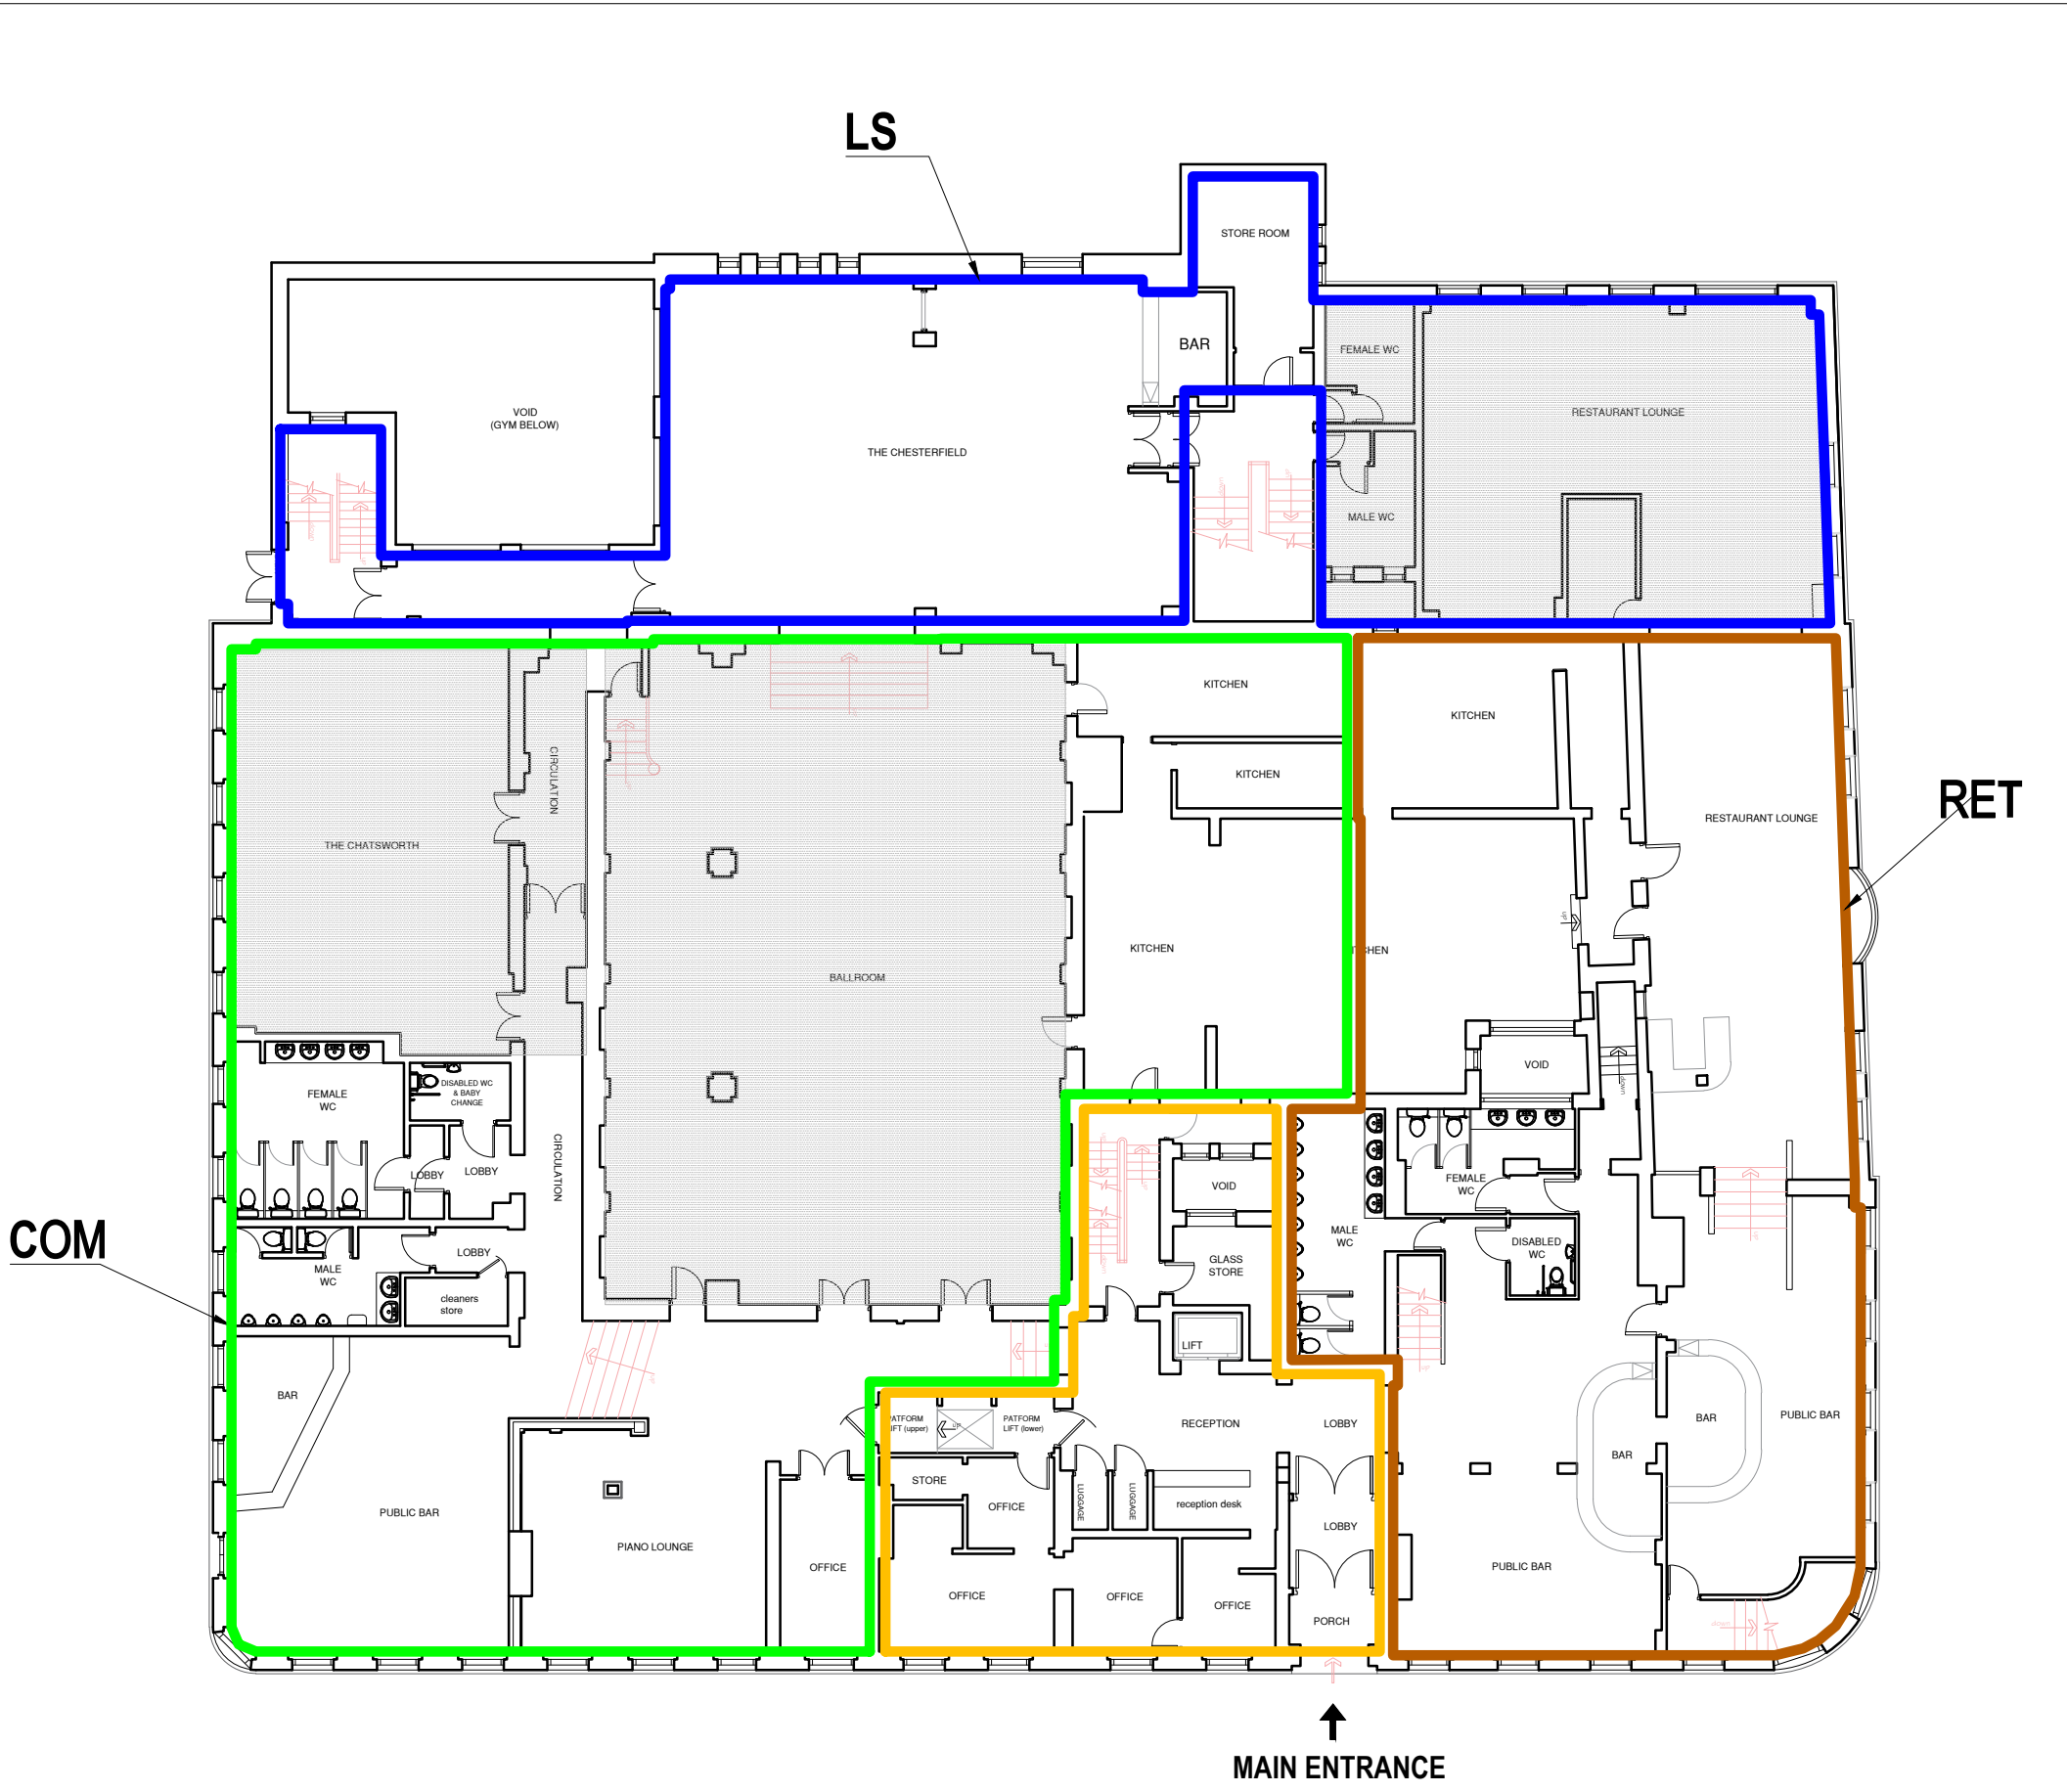 LS
STORE ROOM
BAR
FEMALE WC
VOID
(GYM BELOW)
RESTAURANT LOUNGE
THE CHESTERFIELD
MALE WC
KITCHEN
KITCHEN
CIRCULATION
KITCHEN
RET
RESTAURANT LOUNGE
THE CHATSWORTH
KITCHEN
BALLROOM
VOID
DISABLED WC
& BABY
CHANGE
FEMALE
WC
LOBBY
LOBBY
CIRCULATION
VOID
FEMALE
WC
MALE
WC
COM
LOBBY
DISABLED
WC
GLASS
STORE
MALE
WC
cleaners
store
LIFT
BAR
PATFORM
LIFT (lower)
RECEPTION
LOBBY
BAR
PUBLIC BAR
BAR
STORE
OFFICE
LUGGAGE
LUGGAGE
reception desk
PUBLIC BAR
LOBBY
PIANO LOUNGE
OFFICE
PUBLIC BAR
OFFICE
OFFICE
OFFICE
PORCH
MAIN ENTRANCE